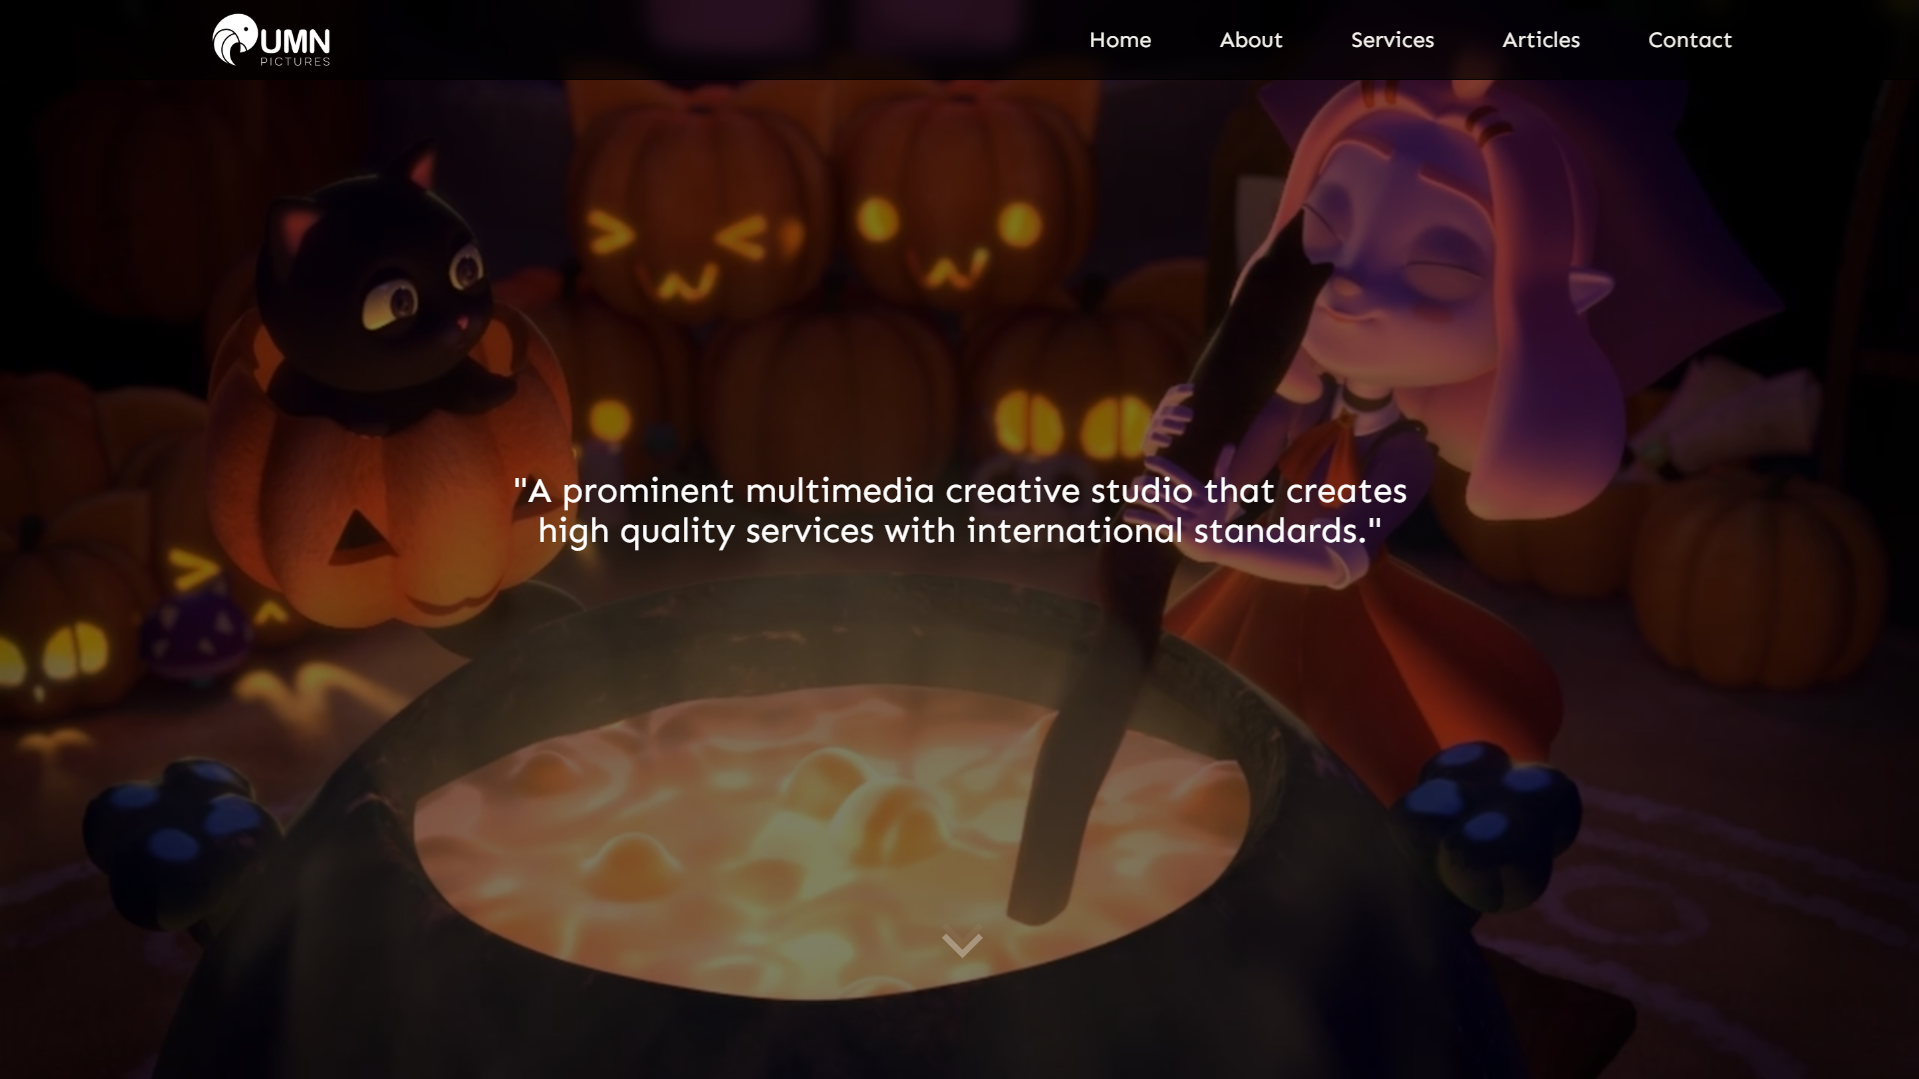 UMN
PICTURES
Home
About
Services
Articles
Contact
"A prominent multimedia creative studio that creates
high quality services with international standards."